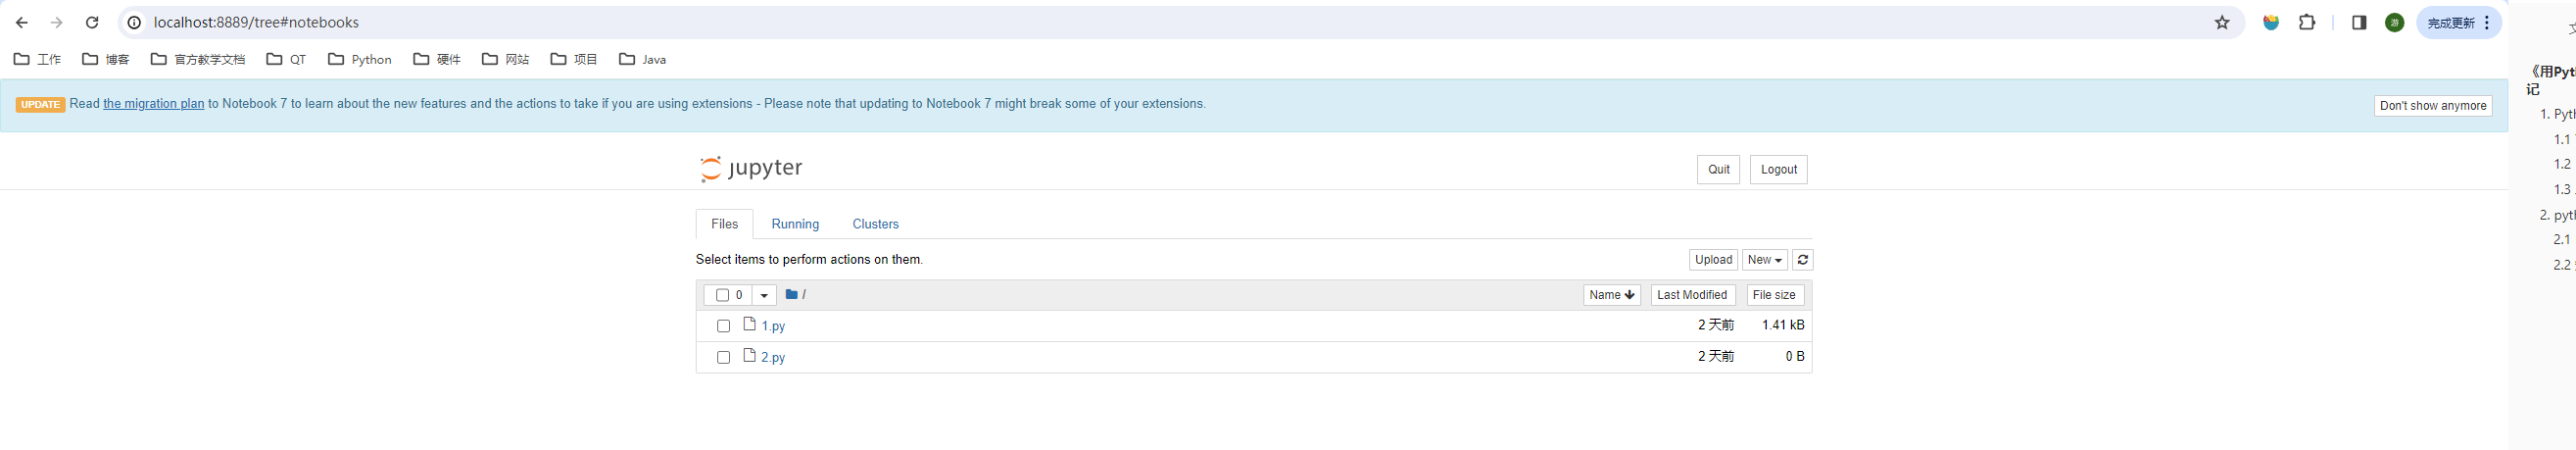 localhost:8889/tree#notebooks
游
完成更新
工作 博客 官方教学文档 QT Python 硬件 网站 项目 Java
UPDATE Read the migration plan to Notebook 7 to learn about the new features and the actions to take if you are using extensions - Please note that updating to Notebook 7 might break some of your extensions.
Don't show anymore
jupyter
Quit Logout
Files Running Clusters
Select items to perform actions on them.
Upload New
0 / Name Last Modified File size
1.py 2 天前 1.41 kB
2.py 2 天前 0 B
《用Pyth
记
1. Pyth
1.1
1.2
1.3
2. pyth
2.1
2.2